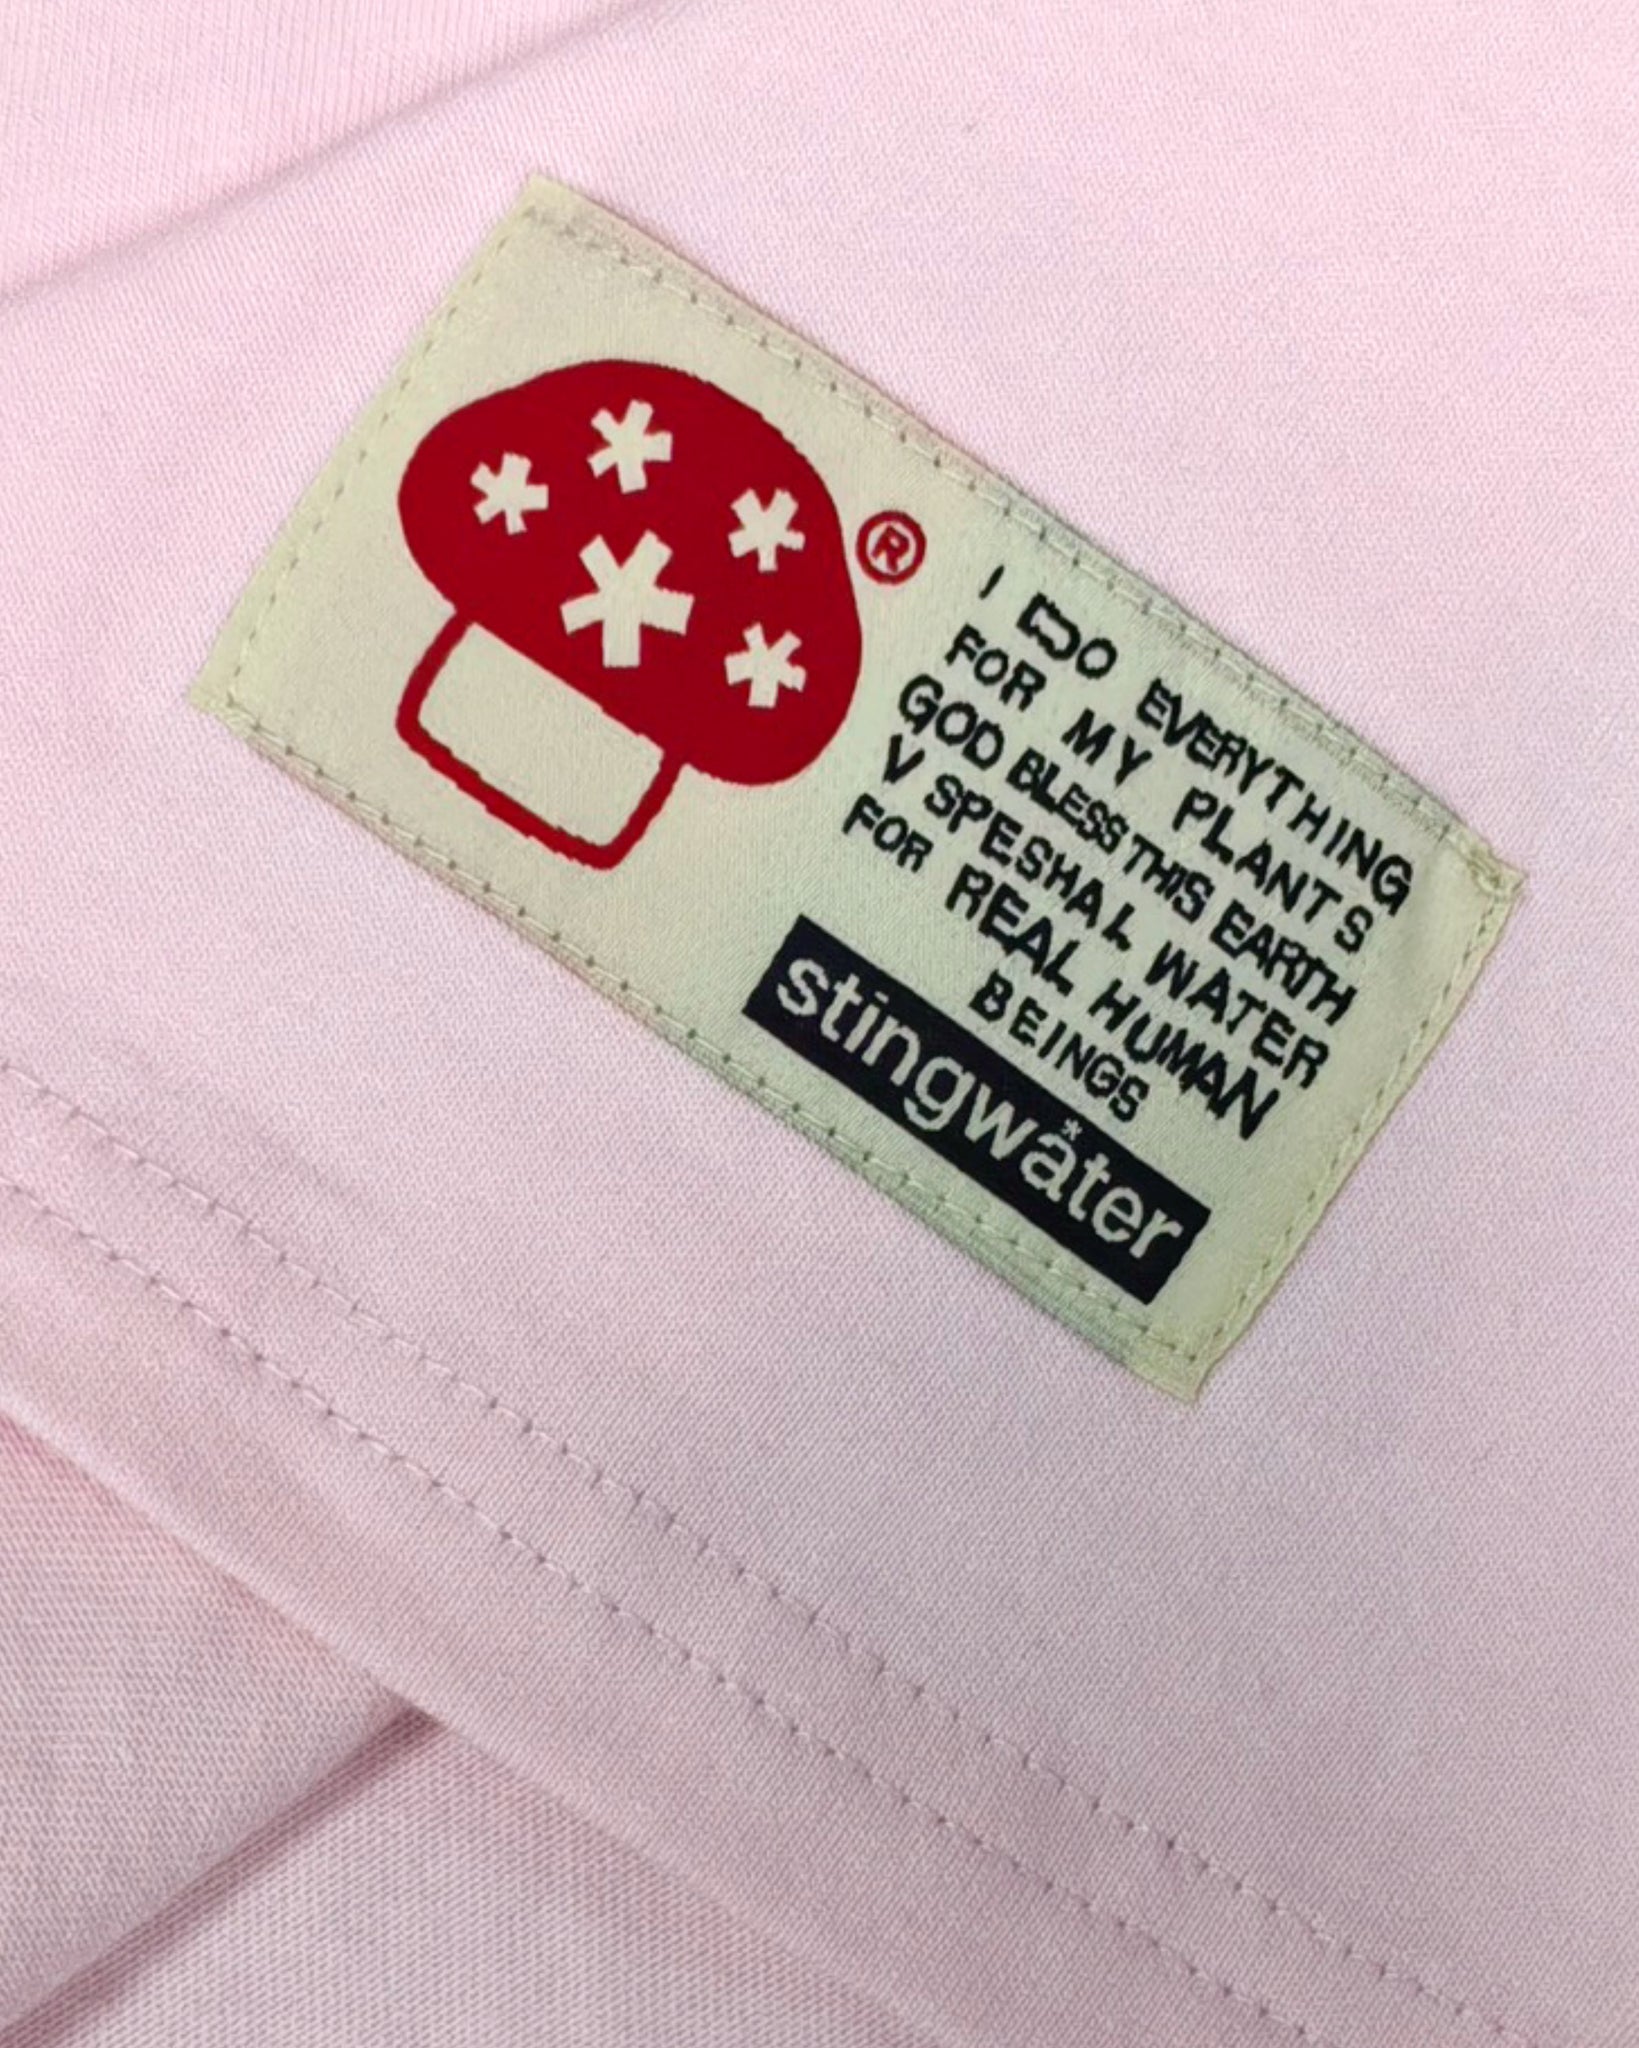 ®
I DO EVERYTHING
FOR MY PLANTS
GOD BLESS THIS EARTH
V SPESHAL WATER
FOR REAL HUMAN
BEINGS
stingwater